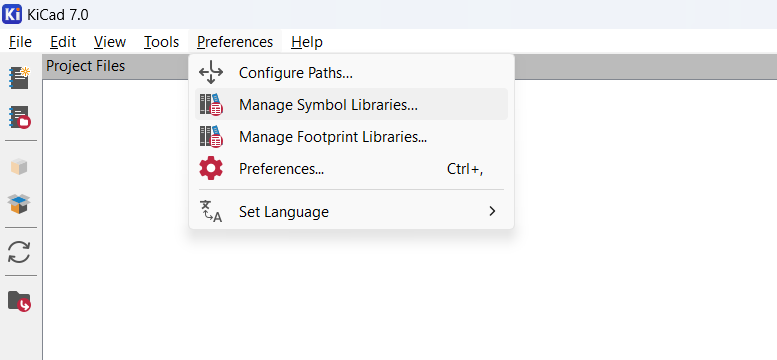 KiCad 7.0
File Edit View Tools Preferences Help
Project Files
Configure Paths...
Manage Symbol Libraries...
Manage Footprint Libraries...
Preferences... Ctrl+,
Set Language